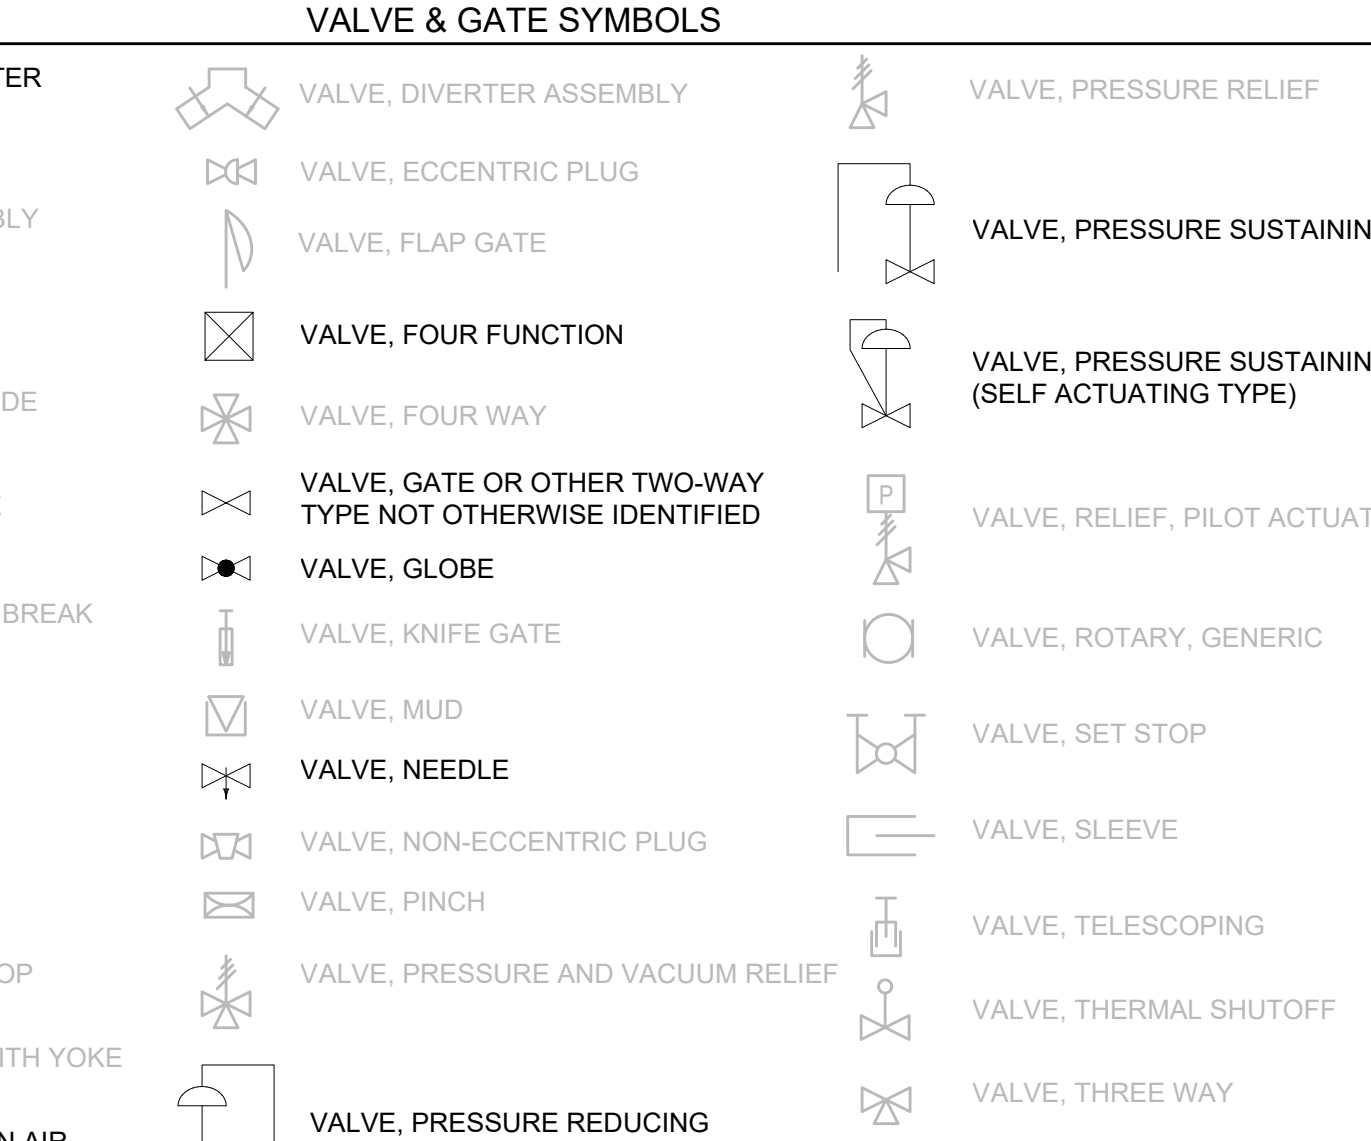 VALVE & GATE SYMBOLS
TER
BLY
DE
BREAK
OP
ITH YOKE
N AIR
VALVE, DIVERTER ASSEMBLY
VALVE, ECCENTRIC PLUG
VALVE, FLAP GATE
VALVE, FOUR FUNCTION
VALVE, FOUR WAY
VALVE, GATE OR OTHER TWO-WAY
TYPE NOT OTHERWISE IDENTIFIED
VALVE, GLOBE
VALVE, KNIFE GATE
VALVE, MUD
VALVE, NEEDLE
VALVE, NON-ECCENTRIC PLUG
VALVE, PINCH
VALVE, PRESSURE AND VACUUM RELIEF
VALVE, PRESSURE REDUCING
VALVE, PRESSURE RELIEF
VALVE, PRESSURE SUSTAININ
VALVE, PRESSURE SUSTAININ
(SELF ACTUATING TYPE)
P
VALVE, RELIEF, PILOT ACTUAT
VALVE, ROTARY, GENERIC
VALVE, SET STOP
VALVE, SLEEVE
VALVE, TELESCOPING
VALVE, THERMAL SHUTOFF
VALVE, THREE WAY